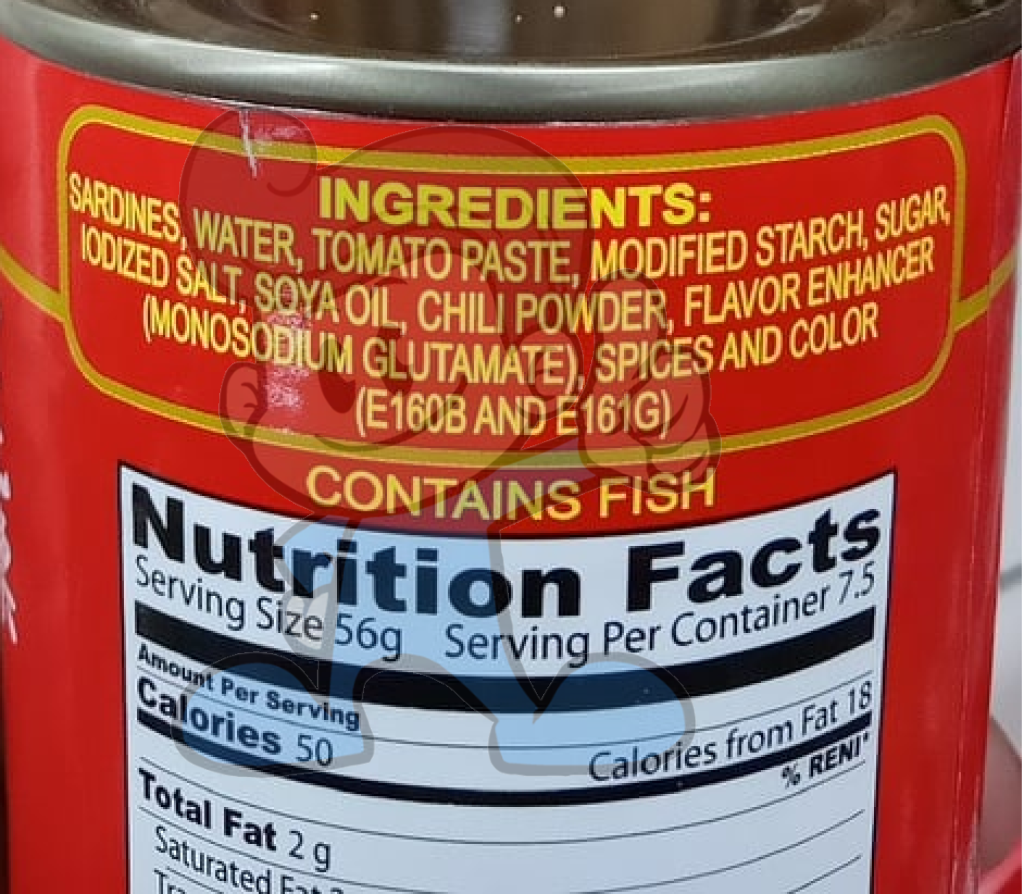 INGREDIENTS:
SARDINES, WATER, TOMATO PASTE, MODIFIED STARCH, SUGAR,
IODIZED SALT, SOYA OIL, CHILI POWDER, FLAVOR ENHANCER
(MONOSODIUM GLUTAMATE), SPICES AND COLOR
(E160B AND E161G)
CONTAINS FISH
Nutrition Facts
Serving Size 56g Serving Per Container 7.5
Amount Per Serving
Calories 50 Calories from Fat 18
% RENI*
Total Fat 2 g
Saturated Fat